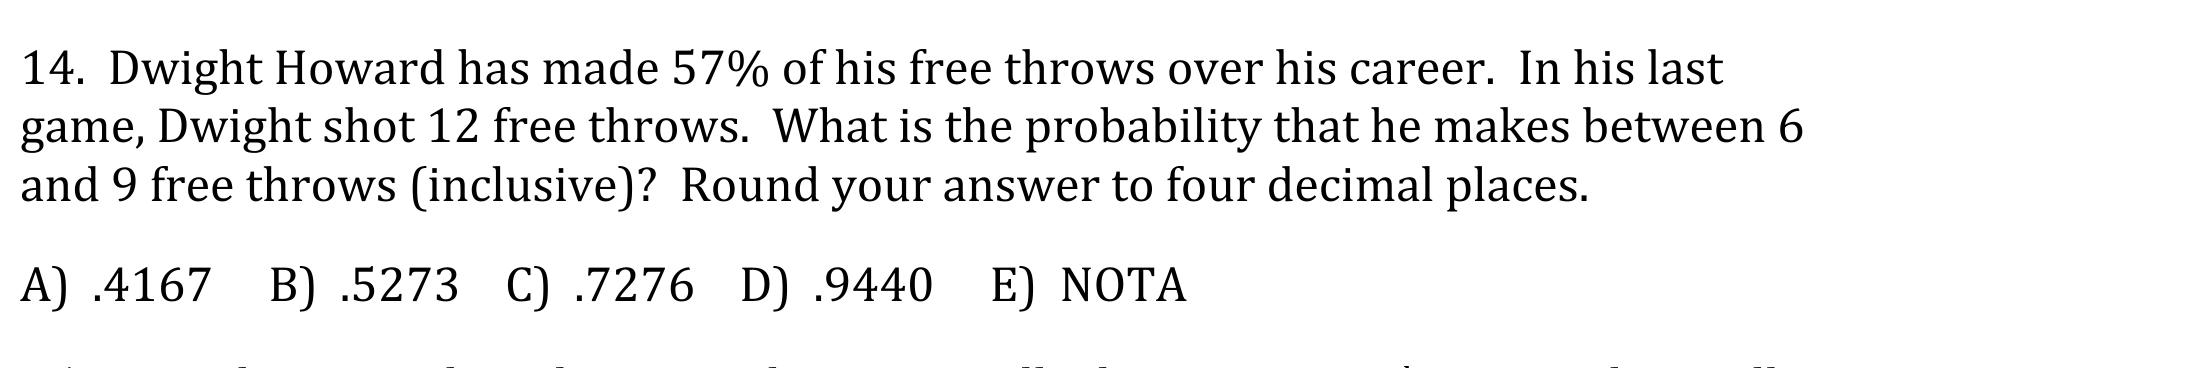 14. Dwight Howard has made 57% of his free throws over his career. In his last
game, Dwight shot 12 free throws. What is the probability that he makes between 6
and 9 free throws (inclusive)? Round your answer to four decimal places.
A) .4167 B) .5273 C) .7276 D) .9440 E) NOTA